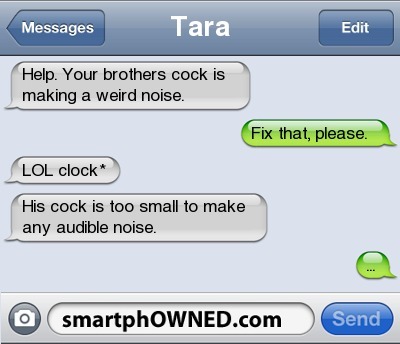 Messages
Tara
Edit
Help. Your brothers cock is
making a weird noise.
Fix that, please.
LOL clock*
His cock is too small to make
any audible noise.
...
smartphOWNED.com
Send